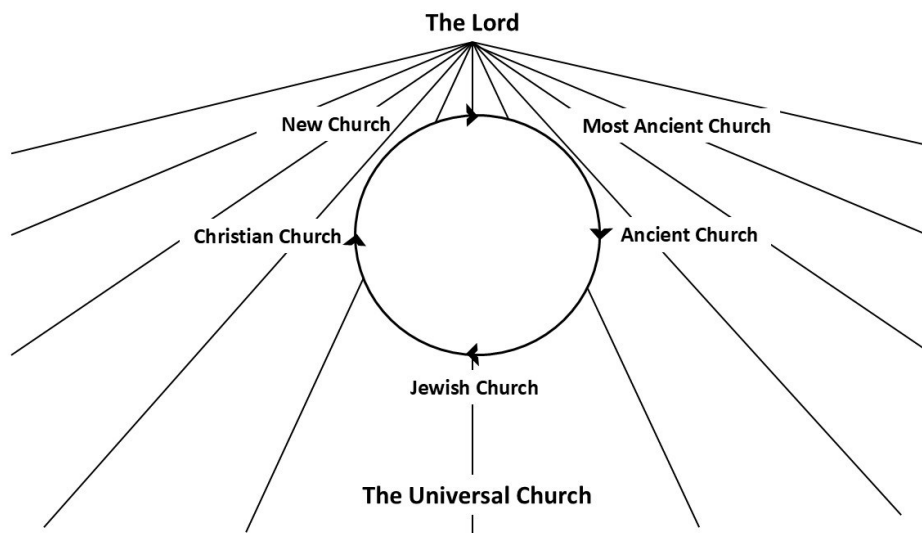 The Lord
New Church
Most Ancient Church
Christian Church
Ancient Church
Jewish Church
The Universal Church